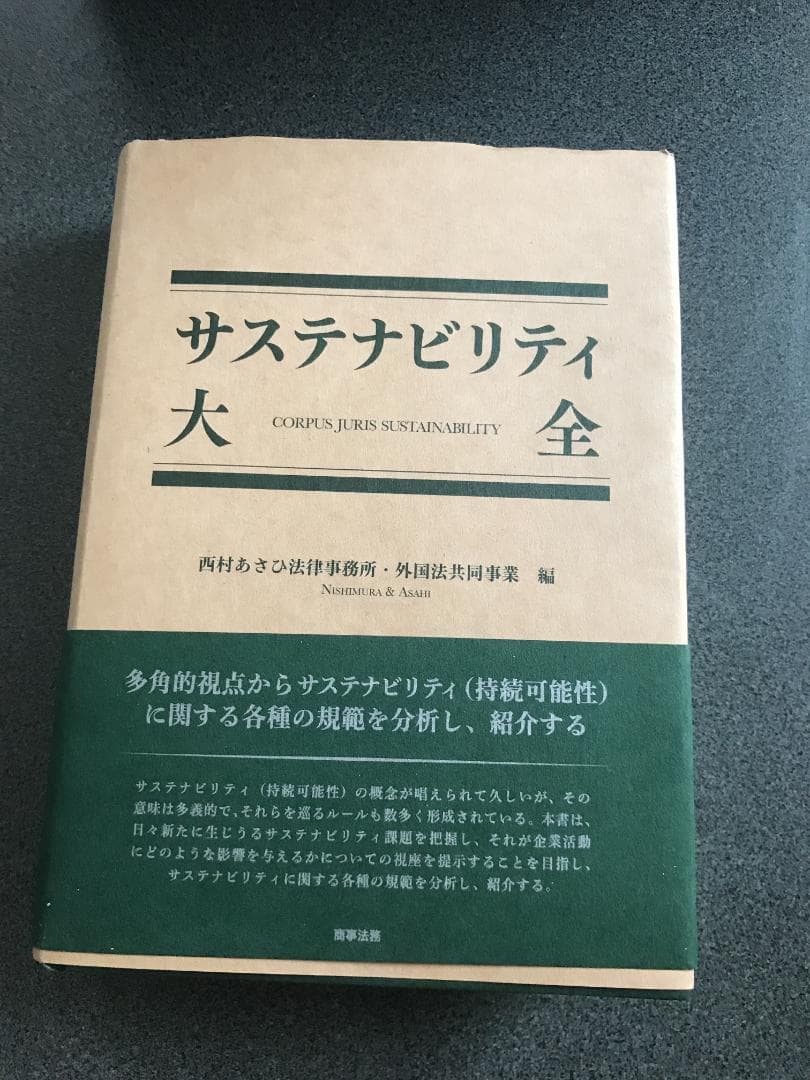 サステナビリティ
大 CORPUS JURIS SUSTAINABILITY 全
西村あさひ法律事務所・外国法共同事業 編
NISHIMURA & ASAHI
多角的視点からサステナビリティ(持続可能性)
に関する各種の規範を分析し、紹介する
サステナビリティ(持続可能性)の概念が唱えられて久しいが、その
意味は多義的で、それらを巡るルールも数多く形成されている。本書は、
日々新たに生じうるサステナビリティ課題を把握し、それが企業活動
にどのような影響を与えるかについての視座を提示することを目指し、
サステナビリティに関する各種の規範を分析し、紹介する。
商事法務